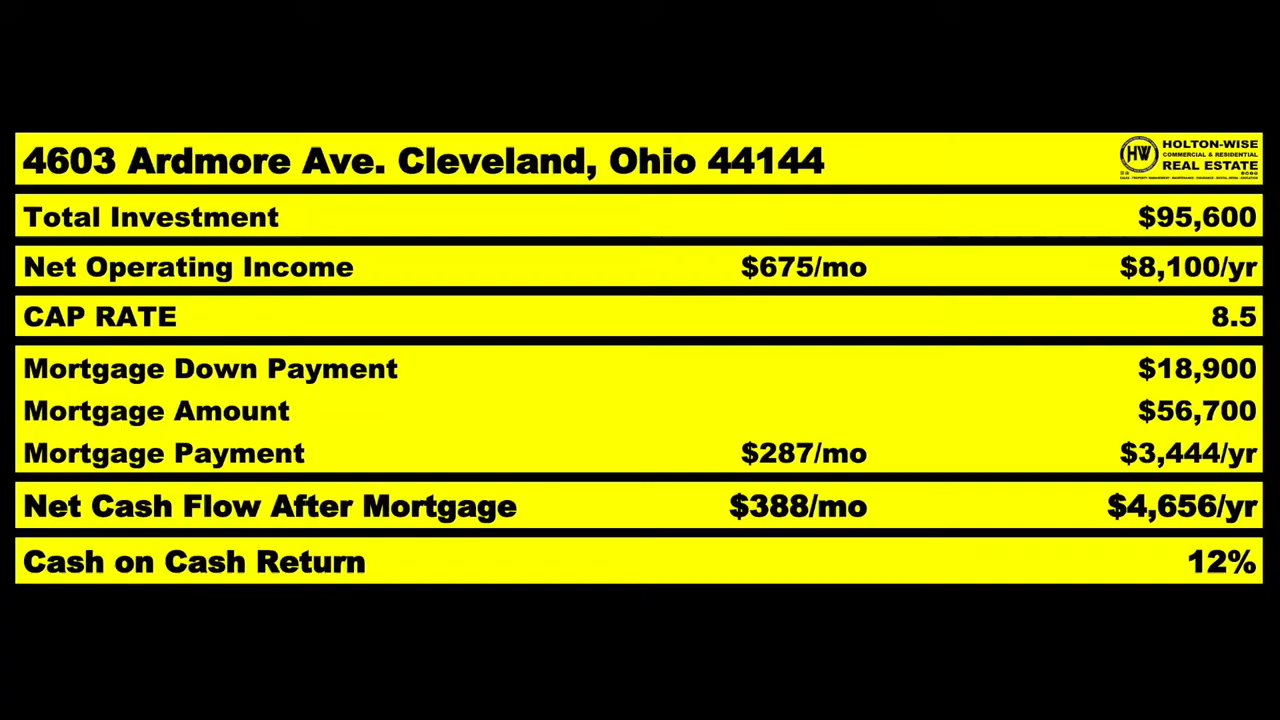 4603 Ardmore Ave. Cleveland, Ohio 44144
HW
HOLTON-WISE
COMMERCIAL & RESIDENTIAL
REAL ESTATE
Total Investment $95,600
Net Operating Income $675/mo $8,100/yr
CAP RATE 8.5
Mortgage Down Payment $18,900
Mortgage Amount $56,700
Mortgage Payment $287/mo $3,444/yr
Net Cash Flow After Mortgage $388/mo $4,656/yr
Cash on Cash Return 12%